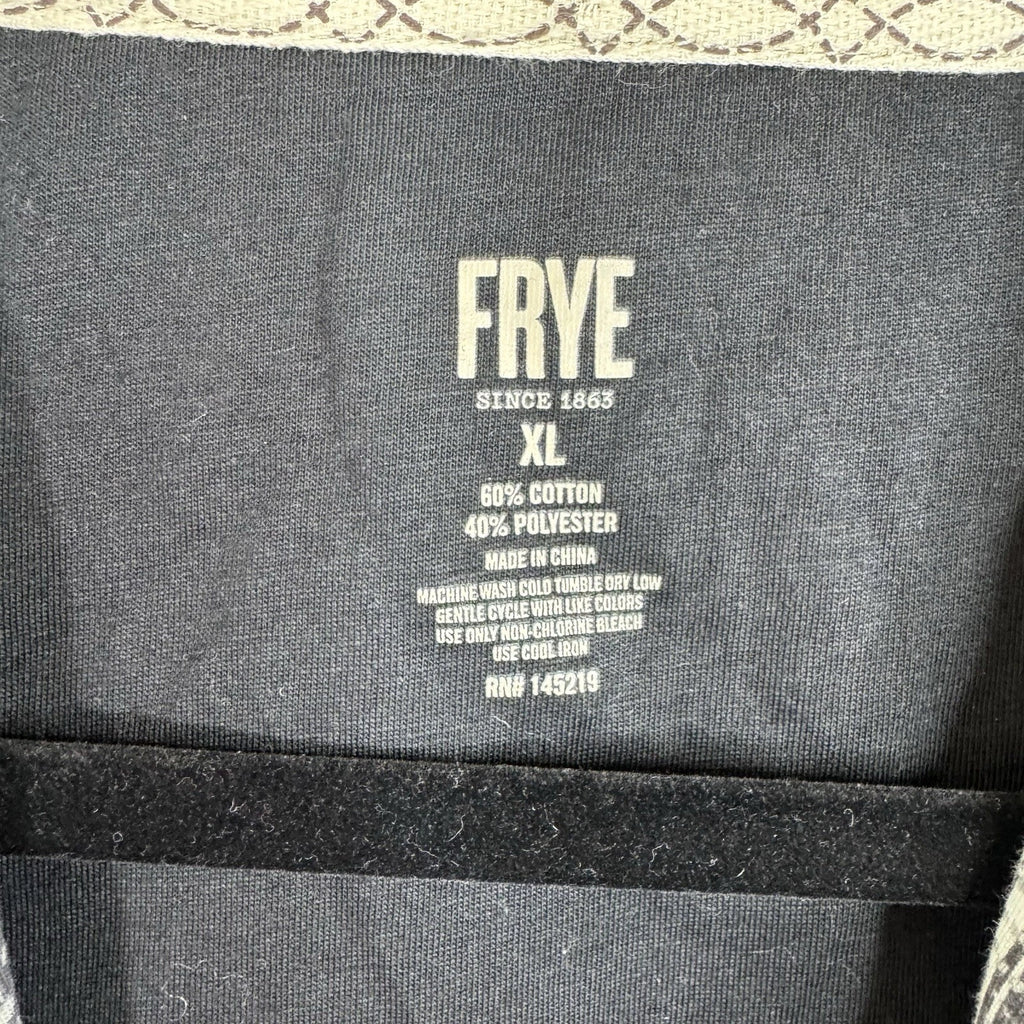 FRYE
SINCE 1863
XL
60% COTTON
40% POLYESTER
MADE IN CHINA
MACHINE WASH COLD TUMBLE DRY LOW
GENTLE CYCLE WITH LIKE COLORS
USE ONLY NON-CHLORINE BLEACH
USE COOL IRON
RN# 145219